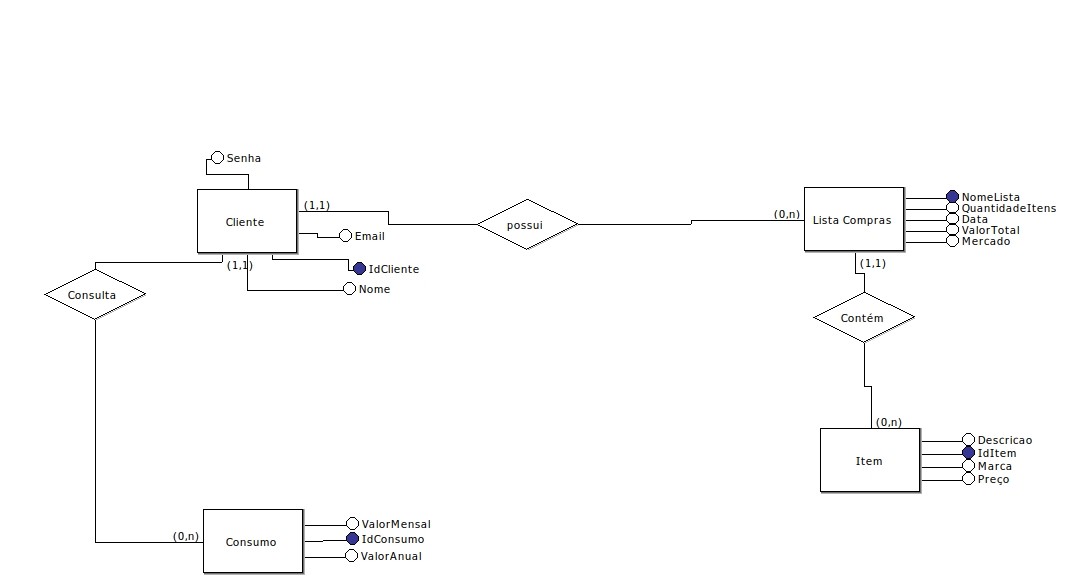 Senha
Cliente
(1,1)
Email
(1,1)
IdCliente
Nome
possui
(0,n)
Lista Compras
NomeLista
QuantidadeItens
Data
ValorTotal
Mercado
(1,1)
Consulta
Contém
(0,n)
Item
Descricao
IdItem
Marca
Preço
(0,n)
Consumo
ValorMensal
IdConsumo
ValorAnual